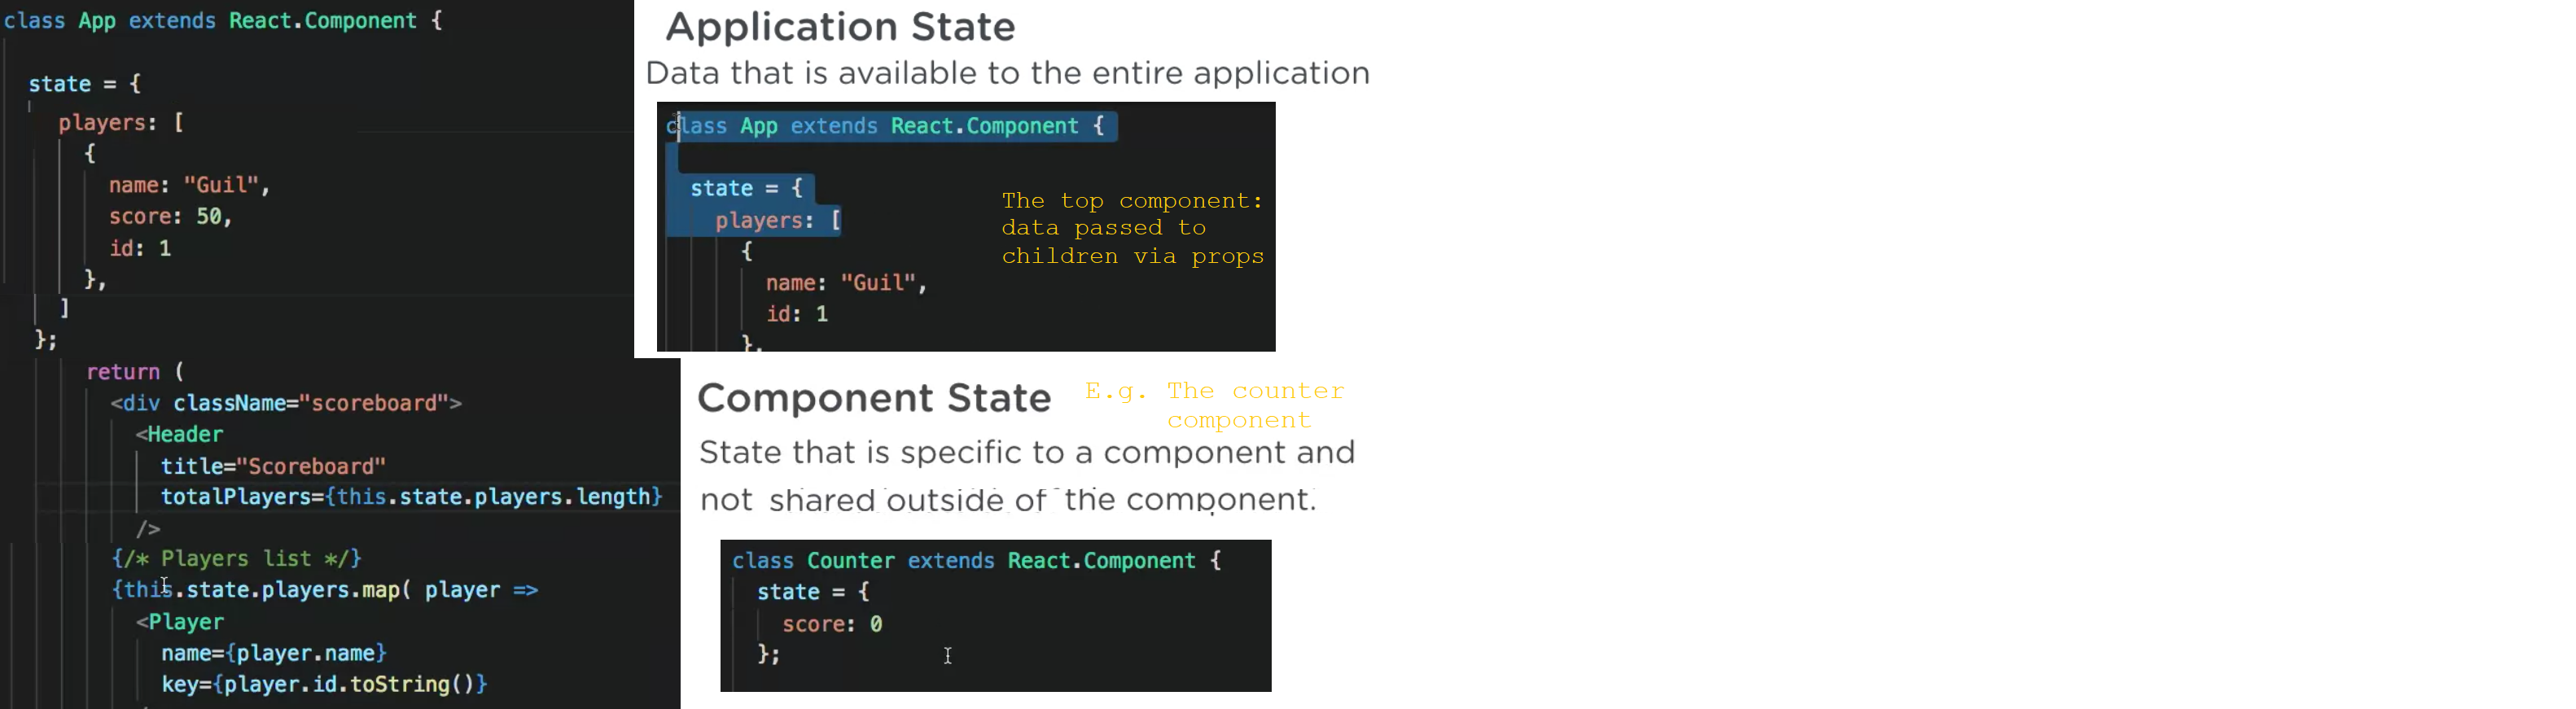 class App extends React.Component {
state = {
players: [
{
name: "Guil",
score: 50,
id: 1
},
]
};
return (
<div className="scoreboard">
<Header
title="Scoreboard"
totalPlayers={this.state.players.length}
/>
{/* Players list */}
{this.state.players.map( player =>
<Player
name={player.name}
key={player.id.toString()}
Application State
Data that is available to the entire application
class App extends React.Component {
state = {
players: [
{
name: "Guil",
id: 1
},
The top component:
data passed to
children via props
Component State
E.g. The counter
component
State that is specific to a component and
not shared outside of the component.
class Counter extends React.Component {
state = {
score: 0
};